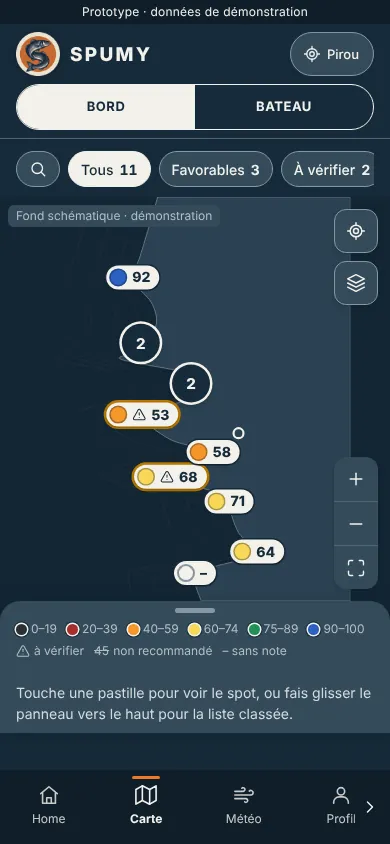 Prototype · données de démonstration
SPUMY
Pirou
BORD
BATEAU
Tous 11
Favorables 3
À vérifier 2
Fond schématique · démonstration
92
2
2
53
58
68
71
64
–
0–19 20–39 40–59 60–74 75–89 90–100
à vérifier 45 non recommandé – sans note
Touche une pastille pour voir le spot, ou fais glisser le
panneau vers le haut pour la liste classée.
Home
Carte
Météo
Profil